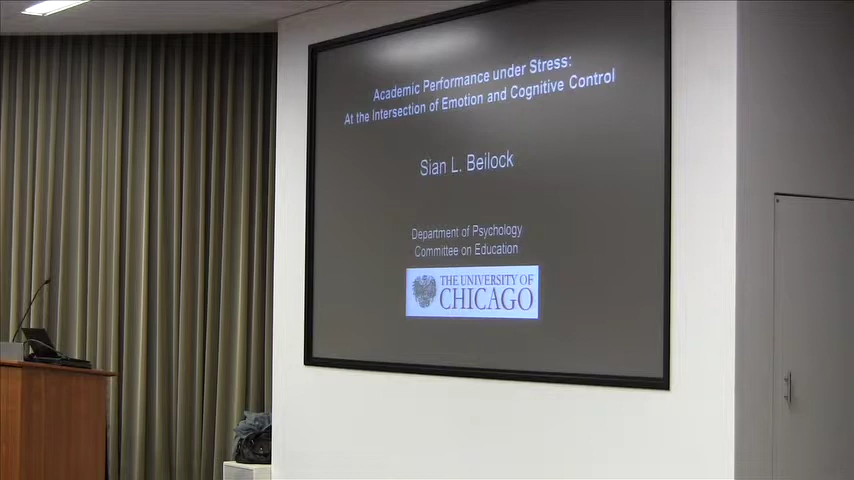 Academic Performance under Stress:
At the Intersection of Emotion and Cognitive Control
Sian L. Beilock
Department of Psychology
Committee on Education
THE UNIVERSITY OF
CHICAGO